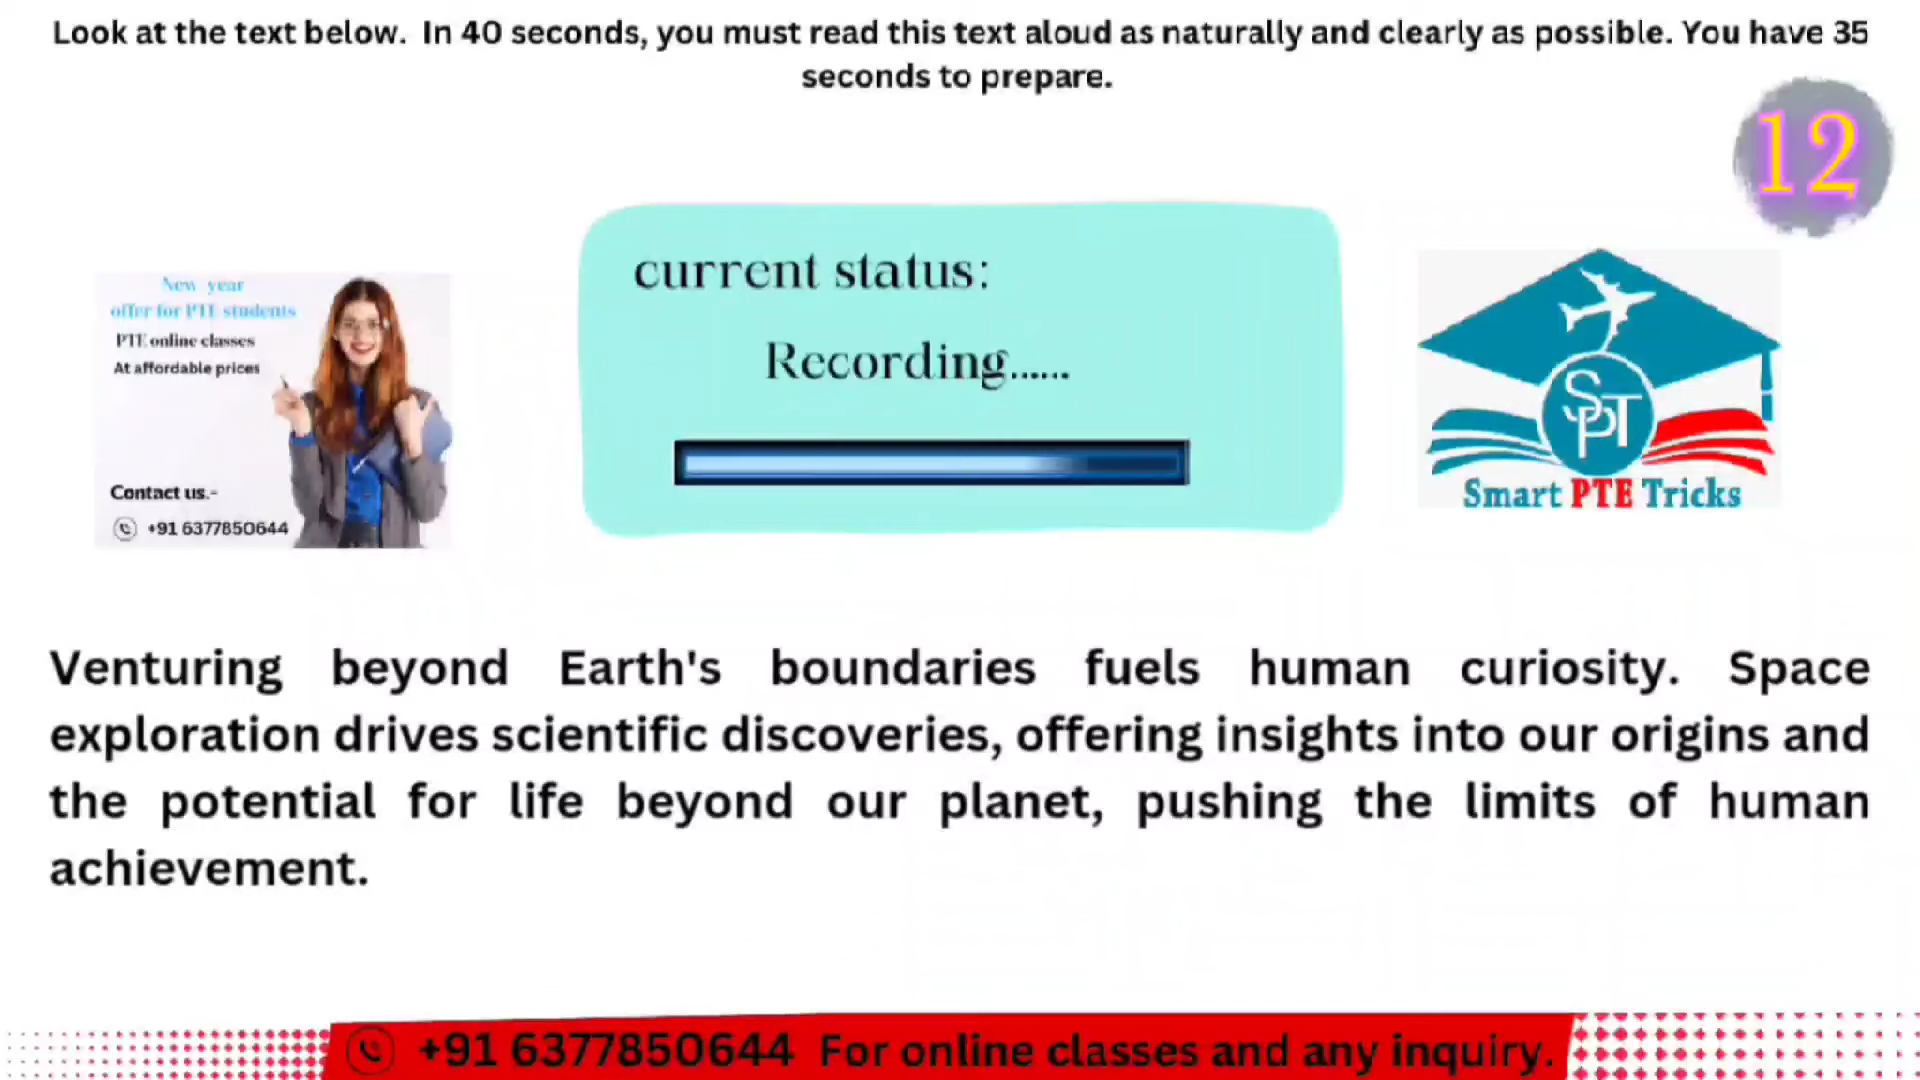 Look at the text below. In 40 seconds, you must read this text aloud as naturally and clearly as possible. You have 35
seconds to prepare.
12
New year
offer for PTE students
PTE online classes
At affordable prices
Contact us.-
+91 6377850644
current status:
Recording......
SPT
Smart PTE Tricks
Venturing beyond Earth's boundaries fuels human curiosity. Space
exploration drives scientific discoveries, offering insights into our origins and
the potential for life beyond our planet, pushing the limits of human
achievement.
+91 6377850644 For online classes and any inquiry.